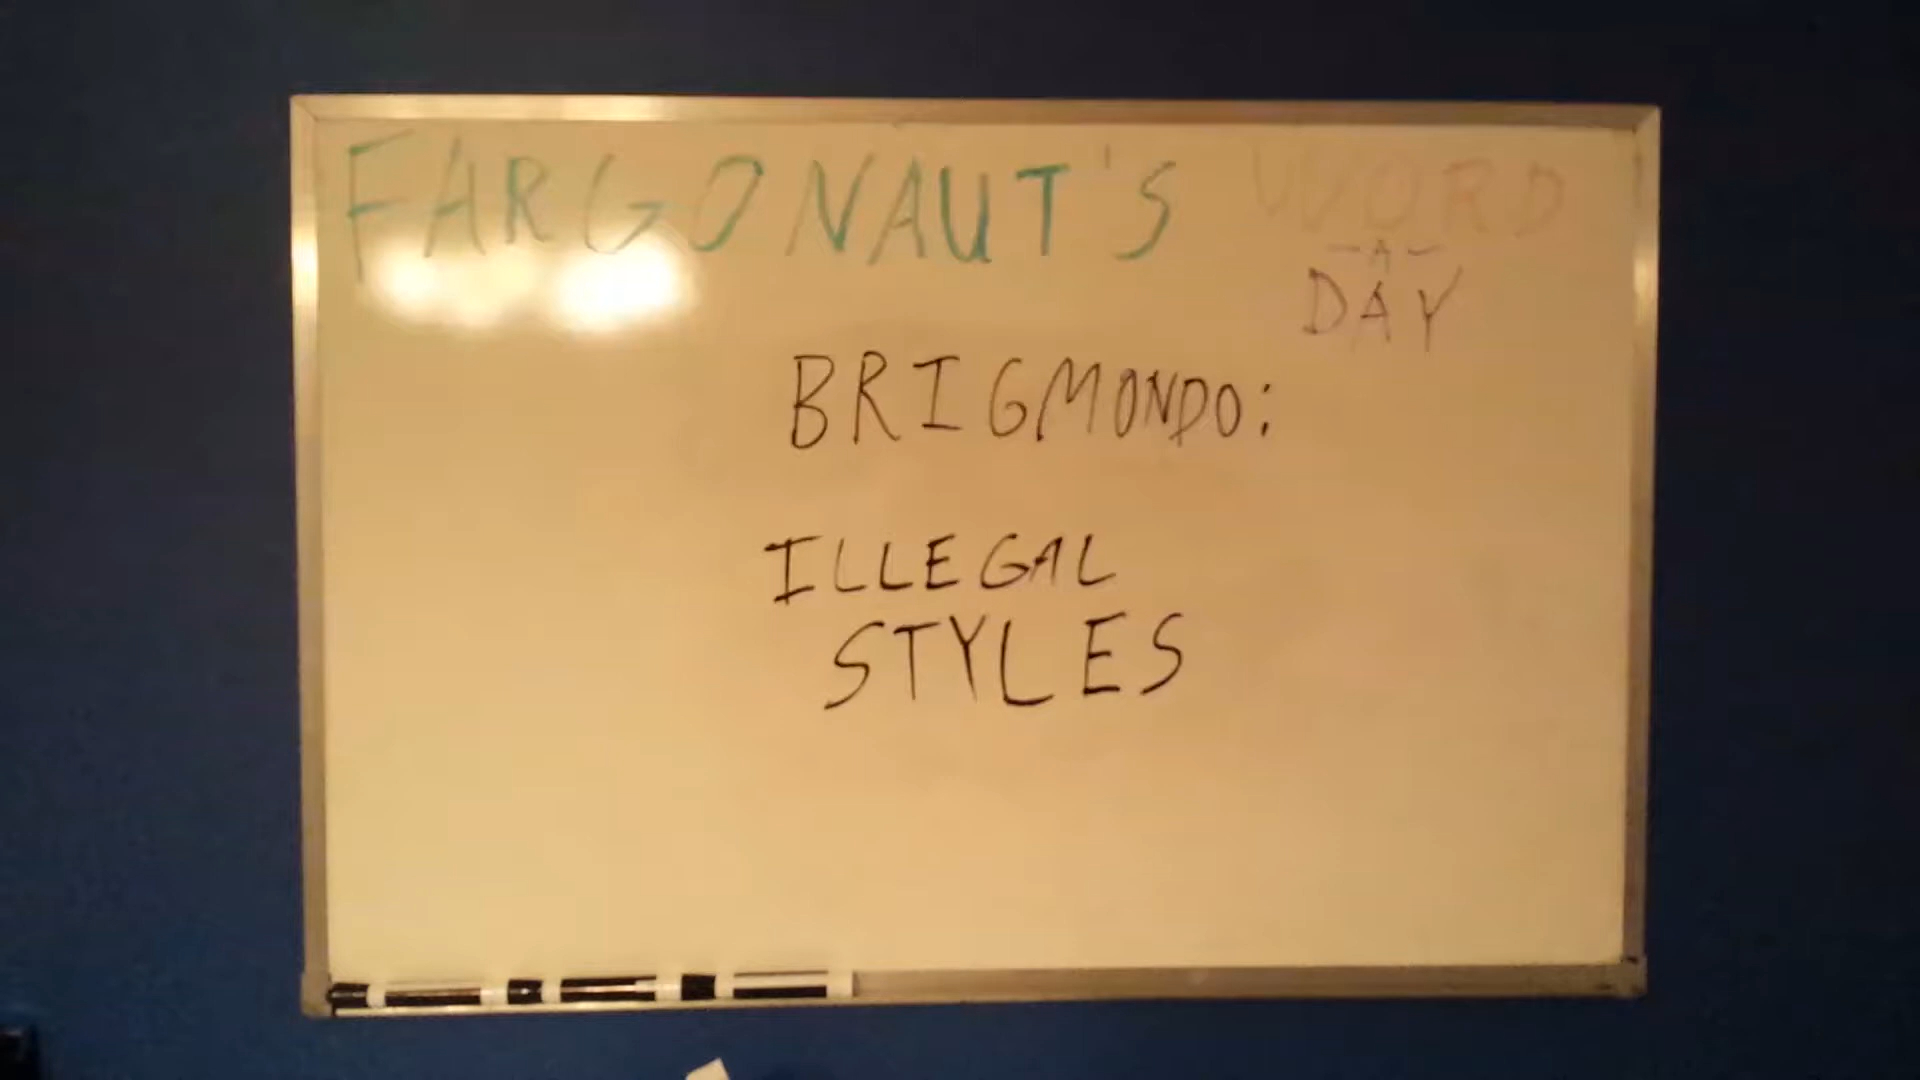 FARGONAUT'S WORD
-A-
DAY
BRIGMONDO:
ILLEGAL
STYLES